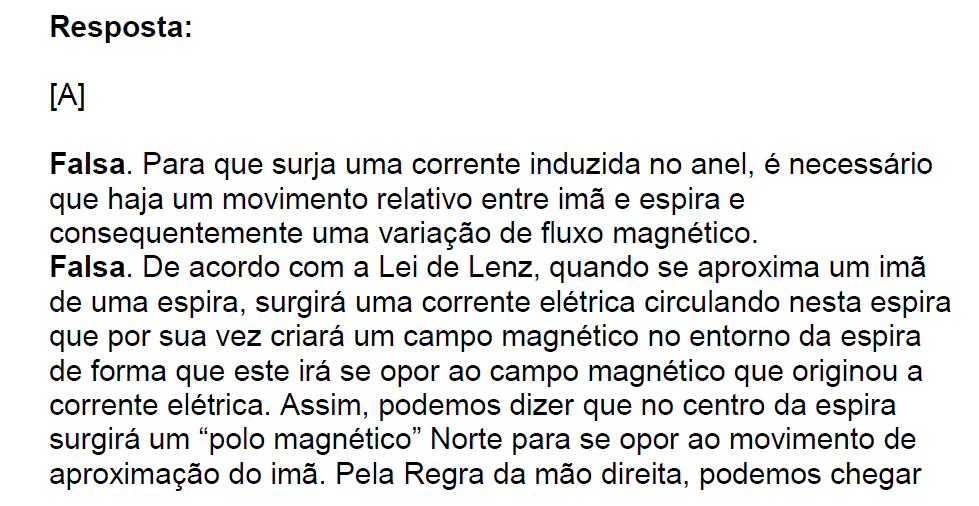 Resposta:
[A]
Falsa. Para que surja uma corrente induzida no anel, é necessário
que haja um movimento relativo entre imã e espira e
consequentemente uma variação de fluxo magnético.
Falsa. De acordo com a Lei de Lenz, quando se aproxima um imã
de uma espira, surgirá uma corrente elétrica circulando nesta espira
que por sua vez criará um campo magnético no entorno da espira
de forma que este irá se opor ao campo magnético que originou a
corrente elétrica. Assim, podemos dizer que no centro da espira
surgirá um “polo magnético” Norte para se opor ao movimento de
aproximação do imã. Pela Regra da mão direita, podemos chegar